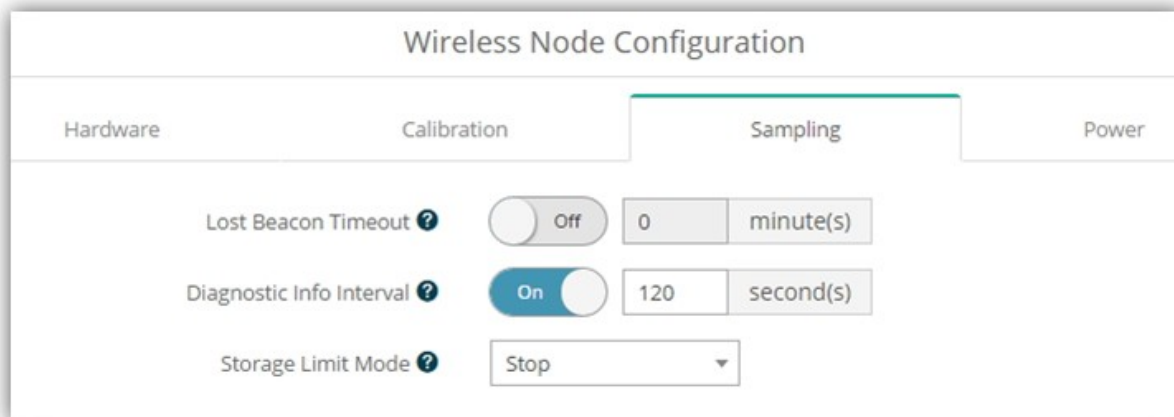 Wireless Node Configuration
Hardware Calibration Sampling Power
Lost Beacon Timeout ? Off 0 minute(s)
Diagnostic Info Interval ? On 120 second(s)
Storage Limit Mode ? Stop